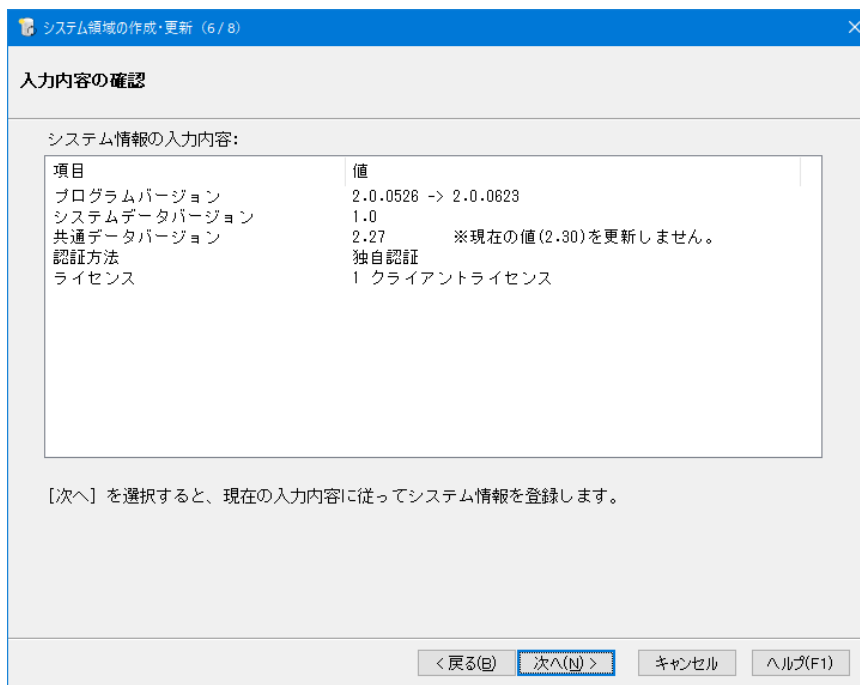 システム領域の作成・更新 (6/8)
入力内容の確認
システム情報の入力内容:
項目 値
プログラムバージョン 2.0.0526 -> 2.0.0623
システムデータバージョン 1.0
共通データバージョン 2.27 ※現在の値(2.30)を更新しません。
認証方法 独自認証
ライセンス 1 クライアントライセンス
[次へ] を選択すると、現在の入力内容に従ってシステム情報を登録します。
< 戻る(B) 次へ(N) > キャンセル ヘルプ(F1)